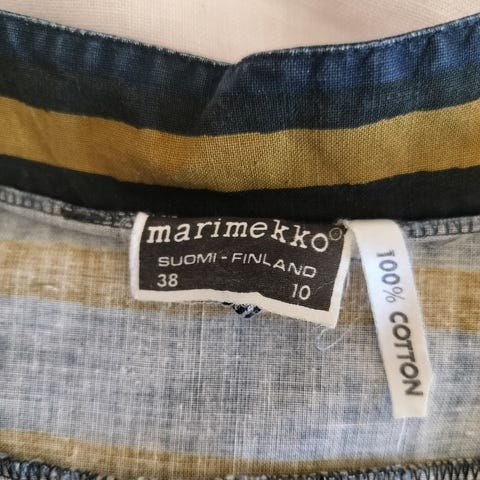 marimekko®
SUOMI - FINLAND
38 10
100% COTTON